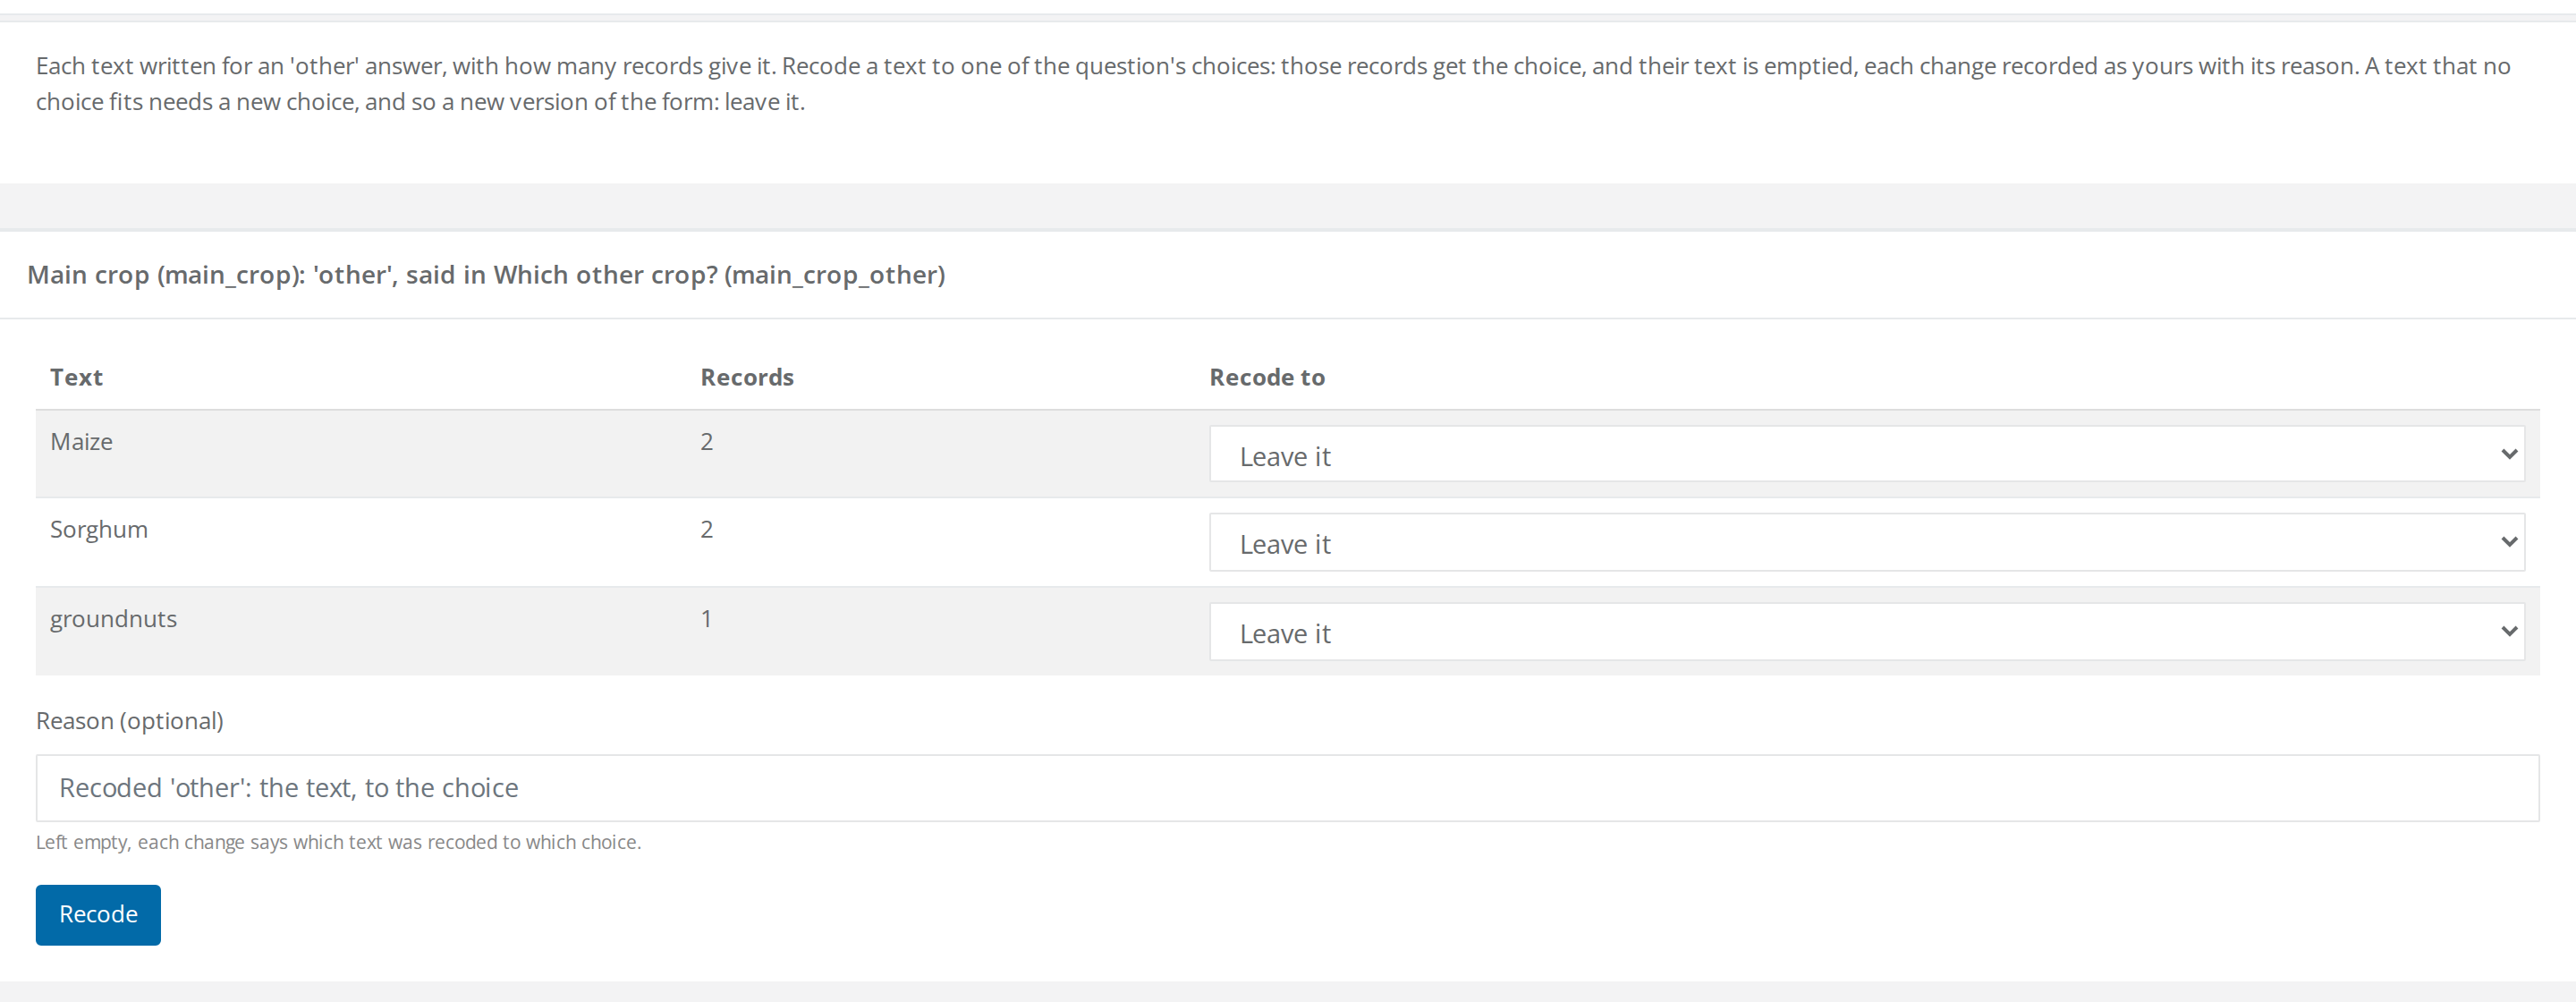 Each text written for an 'other' answer, with how many records give it. Recode a text to one of the question's choices: those records get the choice, and their text is emptied, each change recorded as yours with its reason. A text that no
choice fits needs a new choice, and so a new version of the form: leave it.
Main crop (main_crop): 'other', said in Which other crop? (main_crop_other)
Text Records Recode to
Maize 2 Leave it
Sorghum 2 Leave it
groundnuts 1 Leave it
Reason (optional)
Recoded 'other': the text, to the choice
Left empty, each change says which text was recoded to which choice.
Recode